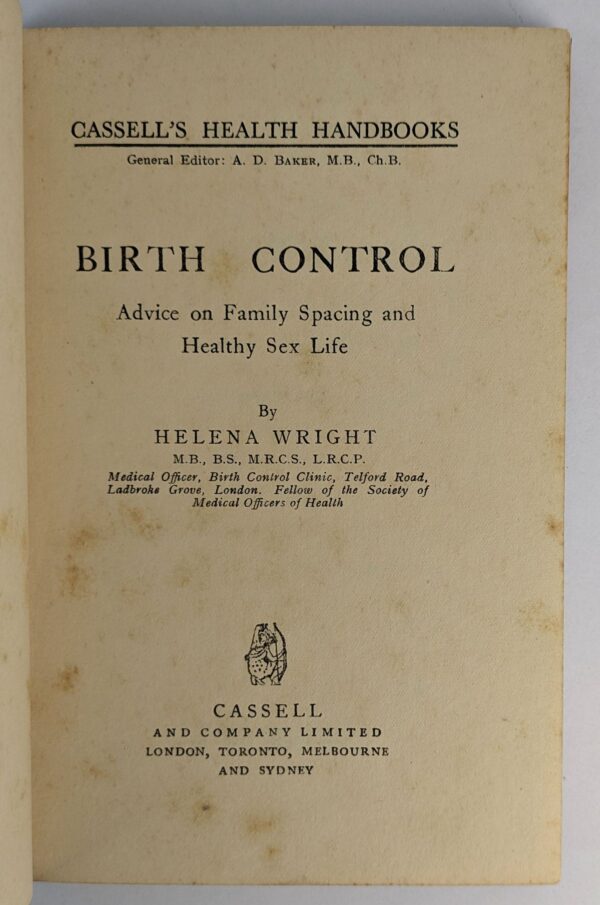 CASSELL'S HEALTH HANDBOOKS
General Editor: A. D. BAKER, M.B., Ch.B.
BIRTH CONTROL
Advice on Family Spacing and
Healthy Sex Life
By
HELENA WRIGHT
M.B., B.S., M.R.C.S., L.R.C.P.
Medical Officer, Birth Control Clinic, Telford Road,
Ladbroke Grove, London. Fellow of the Society of
Medical Officers of Health
CASSELL
AND COMPANY LIMITED
LONDON, TORONTO, MELBOURNE
AND SYDNEY